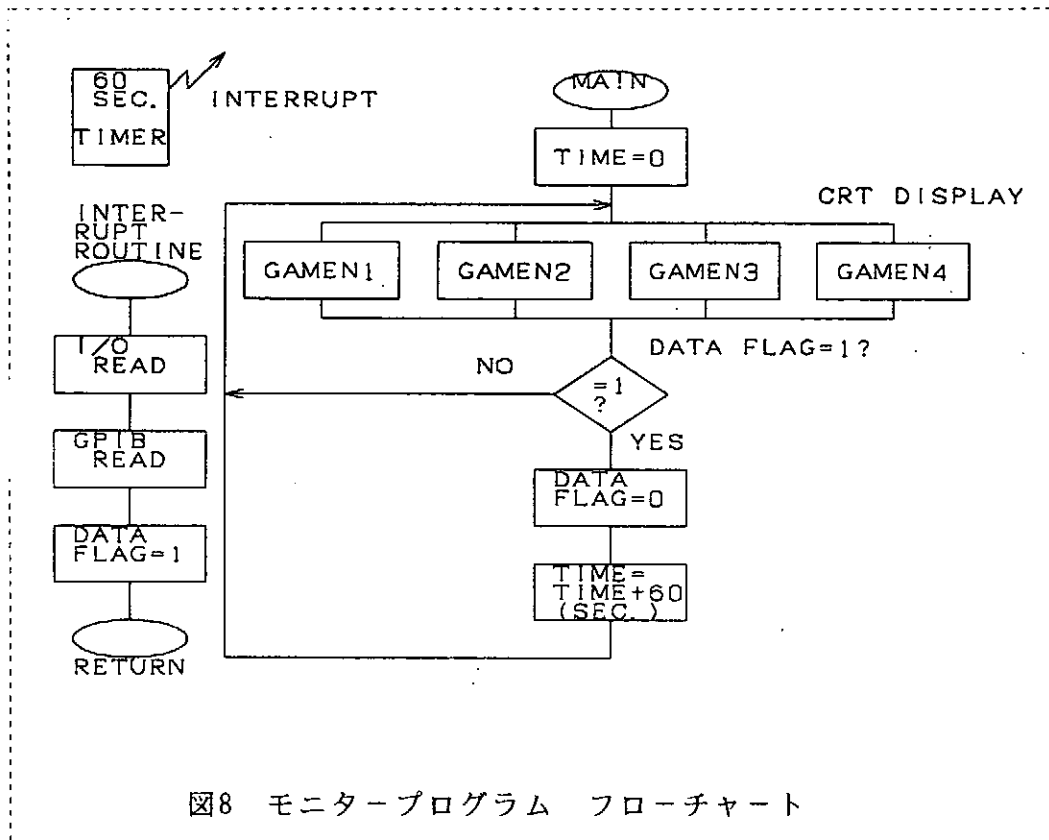 60
SEC.
TIMER
INTERRUPT
INTER-
RUPT
ROUTINE
I/O
READ
GPIB
READ
DATA
FLAG=1
RETURN
MAIN
TIME=0
CRT DISPLAY
GAMEN1
GAMEN2
GAMEN3
GAMEN4
DATA FLAG=1?
NO
=1
?
YES
DATA
FLAG=0
TIME=
TIME+60
(SEC.)
図8 モニタープログラム フローチャート